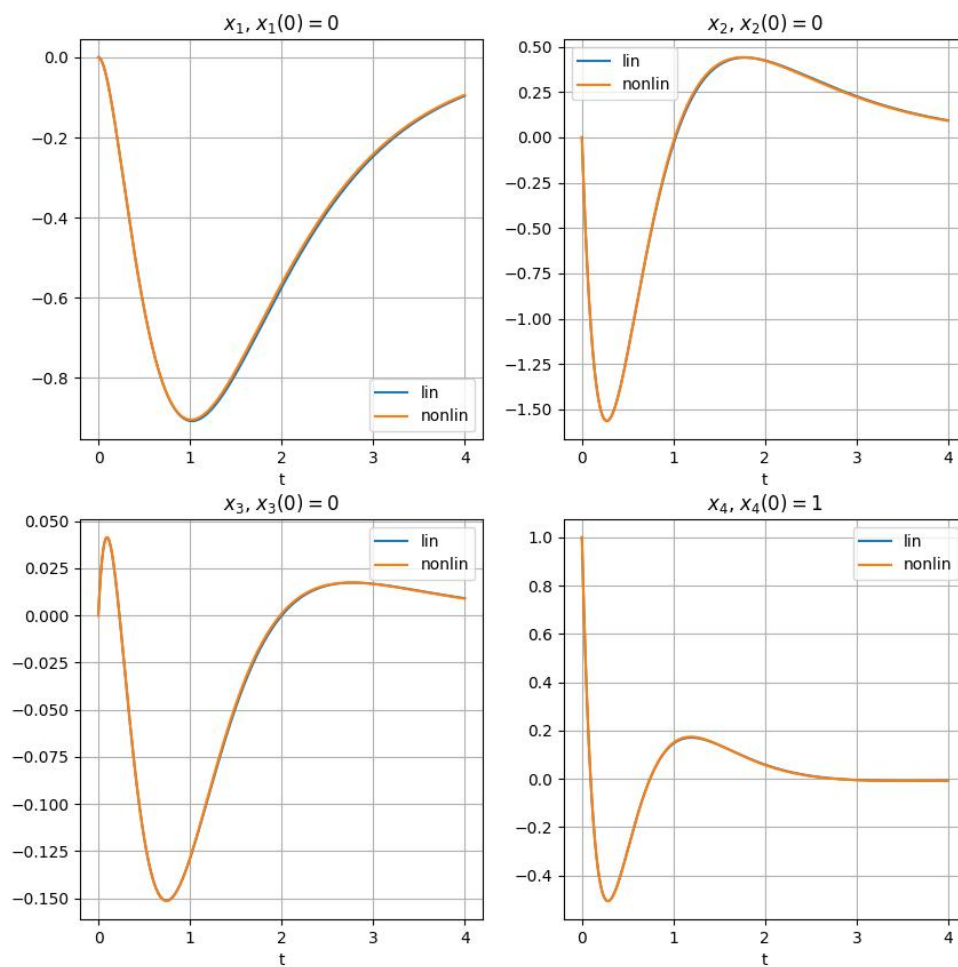 x₁, x₁(0) = 0
0.0
−0.2
−0.4
−0.6
−0.8
lin
nonlin
0 1 2 3 4
t
x₂, x₂(0) = 0
0.50
0.25
0.00
−0.25
−0.50
−0.75
−1.00
−1.25
−1.50
lin
nonlin
0 1 2 3 4
t
x₃, x₃(0) = 0
0.050
0.025
0.000
−0.025
−0.050
−0.075
−0.100
−0.125
−0.150
lin
nonlin
0 1 2 3 4
t
x₄, x₄(0) = 1
1.0
0.8
0.6
0.4
0.2
0.0
−0.2
−0.4
lin
nonlin
0 1 2 3 4
t